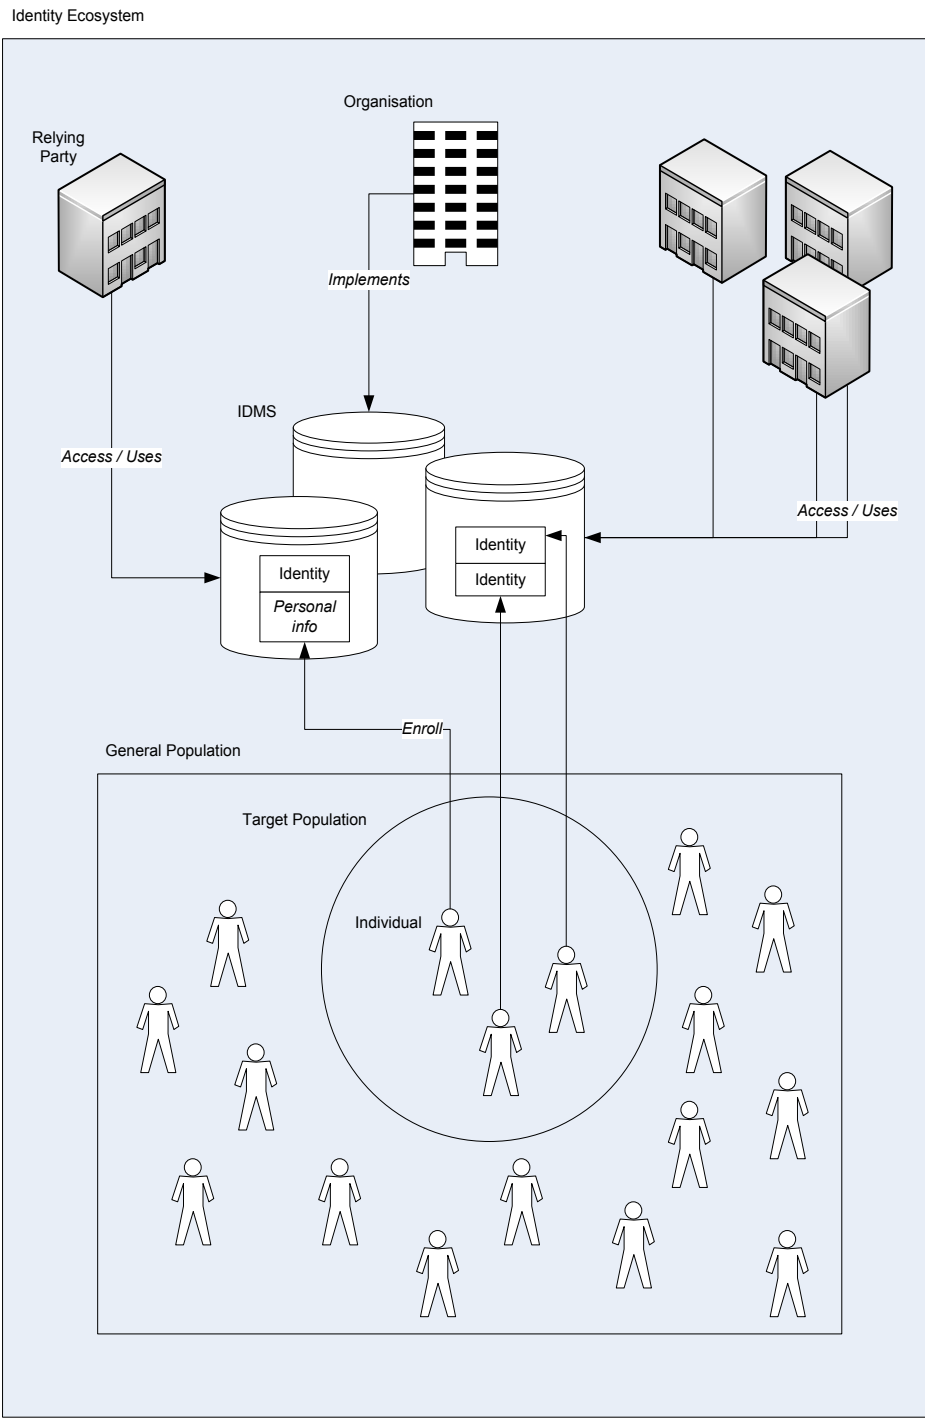 Identity Ecosystem
Organisation
Relying
Party
Implements
IDMS
Access / Uses
Access / Uses
Identity
Identity
Identity
Personal
info
Enroll
General Population
Target Population
Individual